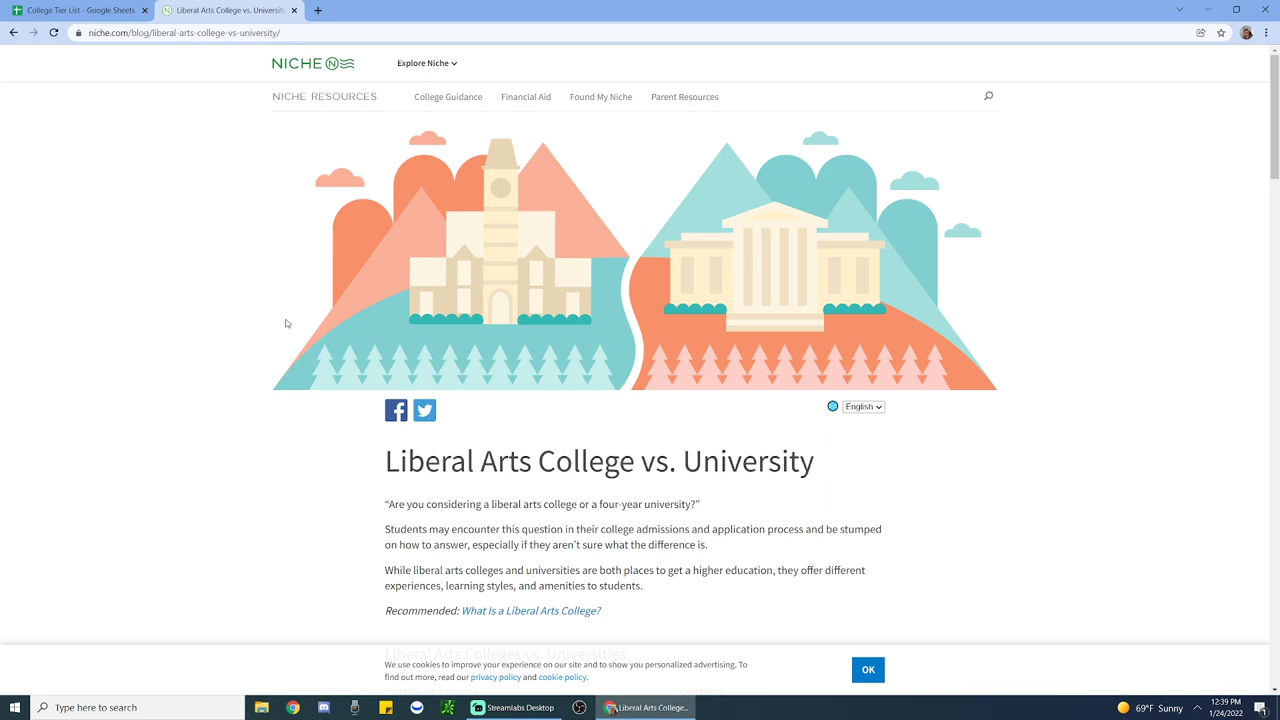 College Tier List - Google Sheets
Liberal Arts College vs. University
niche.com/blog/liberal-arts-college-vs-university/
NICHE
Explore Niche
NICHE RESOURCES
College Guidance
Financial Aid
Found My Niche
Parent Resources
English
Liberal Arts College vs. University
“Are you considering a liberal arts college or a four-year university?”
Students may encounter this question in their college admissions and application process and be stumped
on how to answer, especially if they aren’t sure what the difference is.
While liberal arts colleges and universities are both places to get a higher education, they offer different
experiences, learning styles, and amenities to students.
Recommended: What Is a Liberal Arts College?
Liberal Arts Colleges vs. Universities
We use cookies to improve your experience on our site and to show you personalized advertising. To
find out more, read our privacy policy and cookie policy.
OK
Type here to search
Streamlabs Desktop
Liberal Arts College...
69°F Sunny
12:39 PM
1/24/2022